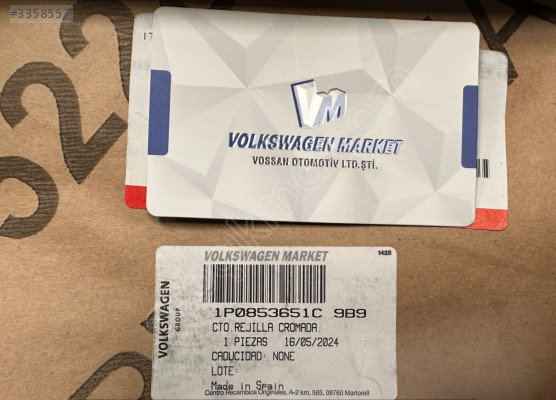 #3358557
522
VM
VOLKSWAGEN MARKET
VOSSAN OTOMOTİV LTD.ŞTİ.
VOLKSWAGEN MARKET
1425
VOLKSWAGEN
GROUP
1P0853651C 9B9
CTO.REJILLA CROMADA
1 PIEZAS 16/05/2024
CADUCIDAD: NONE
LOTE:
Made in Spain
Centro Recambios Originales, A-2 km. 585, 08760 Martorell